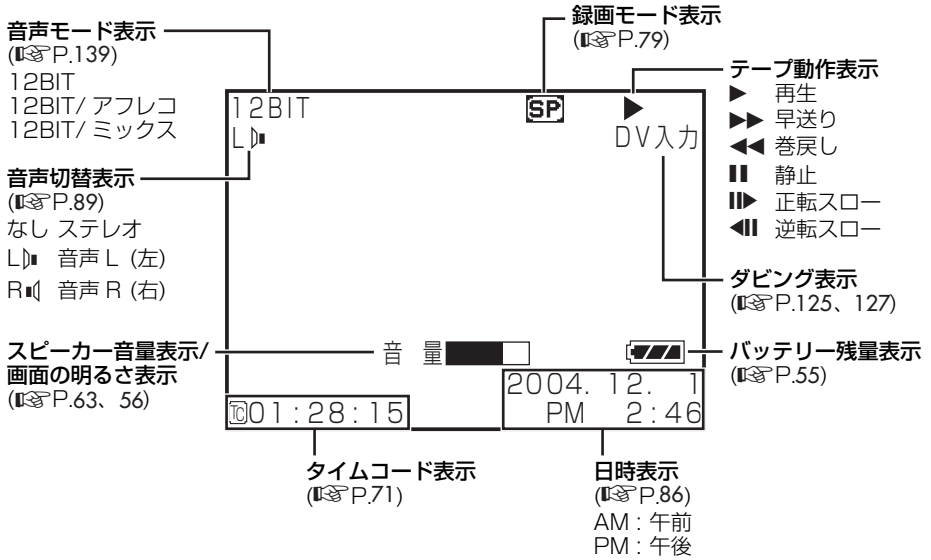 音声モード表示
(☞P.139)
12BIT
12BIT/ アフレコ
12BIT/ ミックス
音声切替表示
(☞P.89)
なし ステレオ
L 音声 L (左)
R 音声 R (右)
スピーカー音量表示/
画面の明るさ表示
(☞P.63、56)
録画モード表示
(☞P.79)
テープ動作表示
▶ 再生
▶▶ 早送り
◀◀ 巻戻し
▮▮ 静止
▮▮▶ 正転スロー
◀▮▮ 逆転スロー
ダビング表示
(☞P.125、127)
バッテリー残量表示
(☞P.55)
12BIT
SP
▶
L
DV入力
音 量
2004. 12. 1
PM 2:46
TC 01:28:15
タイムコード表示
(☞P.71)
日時表示
(☞P.86)
AM : 午前
PM : 午後